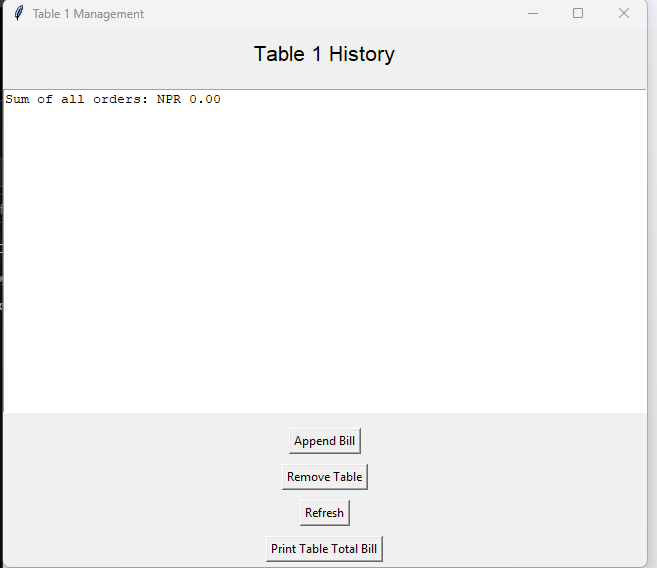 Table 1 Management
Table 1 History
Sum of all orders: NPR 0.00
Append Bill
Remove Table
Refresh
Print Table Total Bill